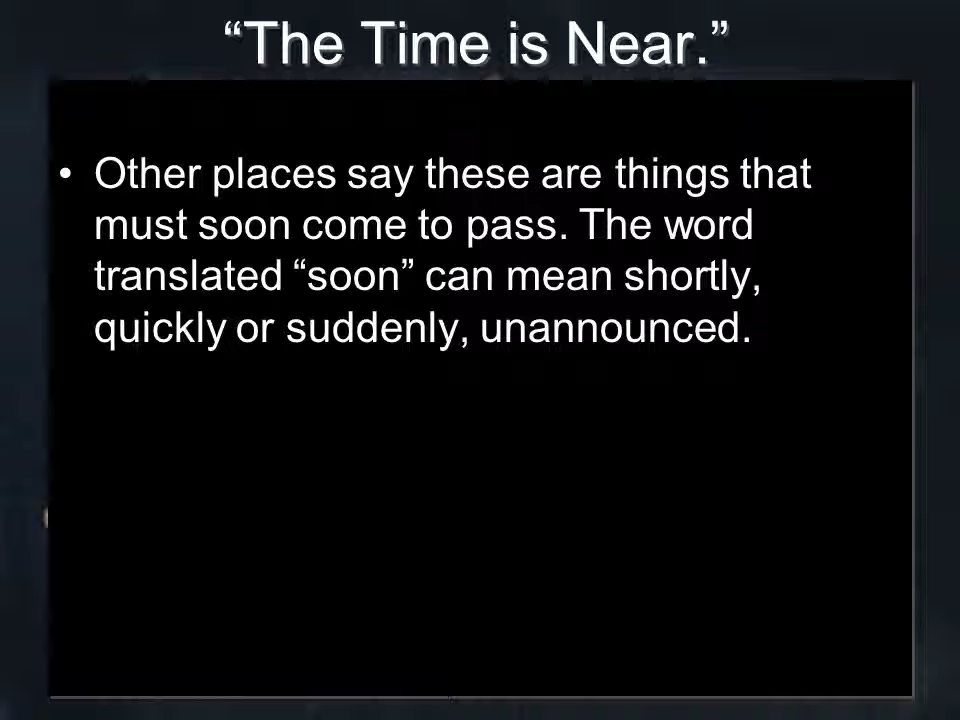 “The Time is Near.”
• Other places say these are things that
must soon come to pass. The word
translated “soon” can mean shortly,
quickly or suddenly, unannounced.